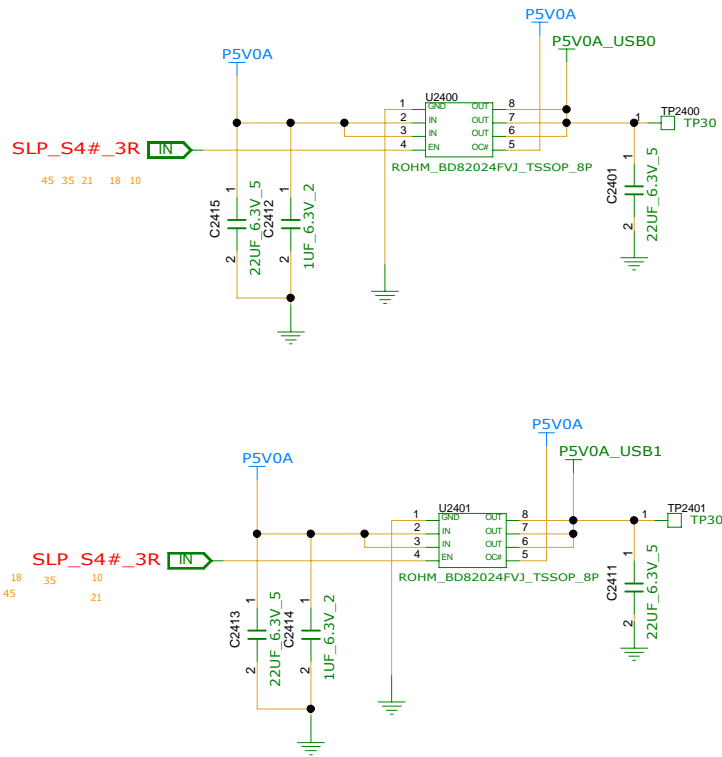 P5V0A
P5V0A_USB0
P5V0A
U2400
1 GND OUT 8
2 IN OUT 7
3 IN OUT 6
4 EN OC# 5
ROHM_BD82024FVJ_TSSOP_8P
1 TP2400
TP30
SLP_S4#_3R IN
45 35 21 18 10
1 C2415 22UF_6.3V_5 2
1 C2412 1UF_6.3V_2 2
1 C2401 22UF_6.3V_5 2
P5V0A
P5V0A_USB1
P5V0A
U2401
1 GND OUT 8
2 IN OUT 7
3 IN OUT 6
4 EN OC# 5
ROHM_BD82024FVJ_TSSOP_8P
1 TP2401
TP30
SLP_S4#_3R IN
18 35 10
45 21
1 C2413 22UF_6.3V_5 2
1 C2414 1UF_6.3V_2 2
1 C2411 22UF_6.3V_5 2